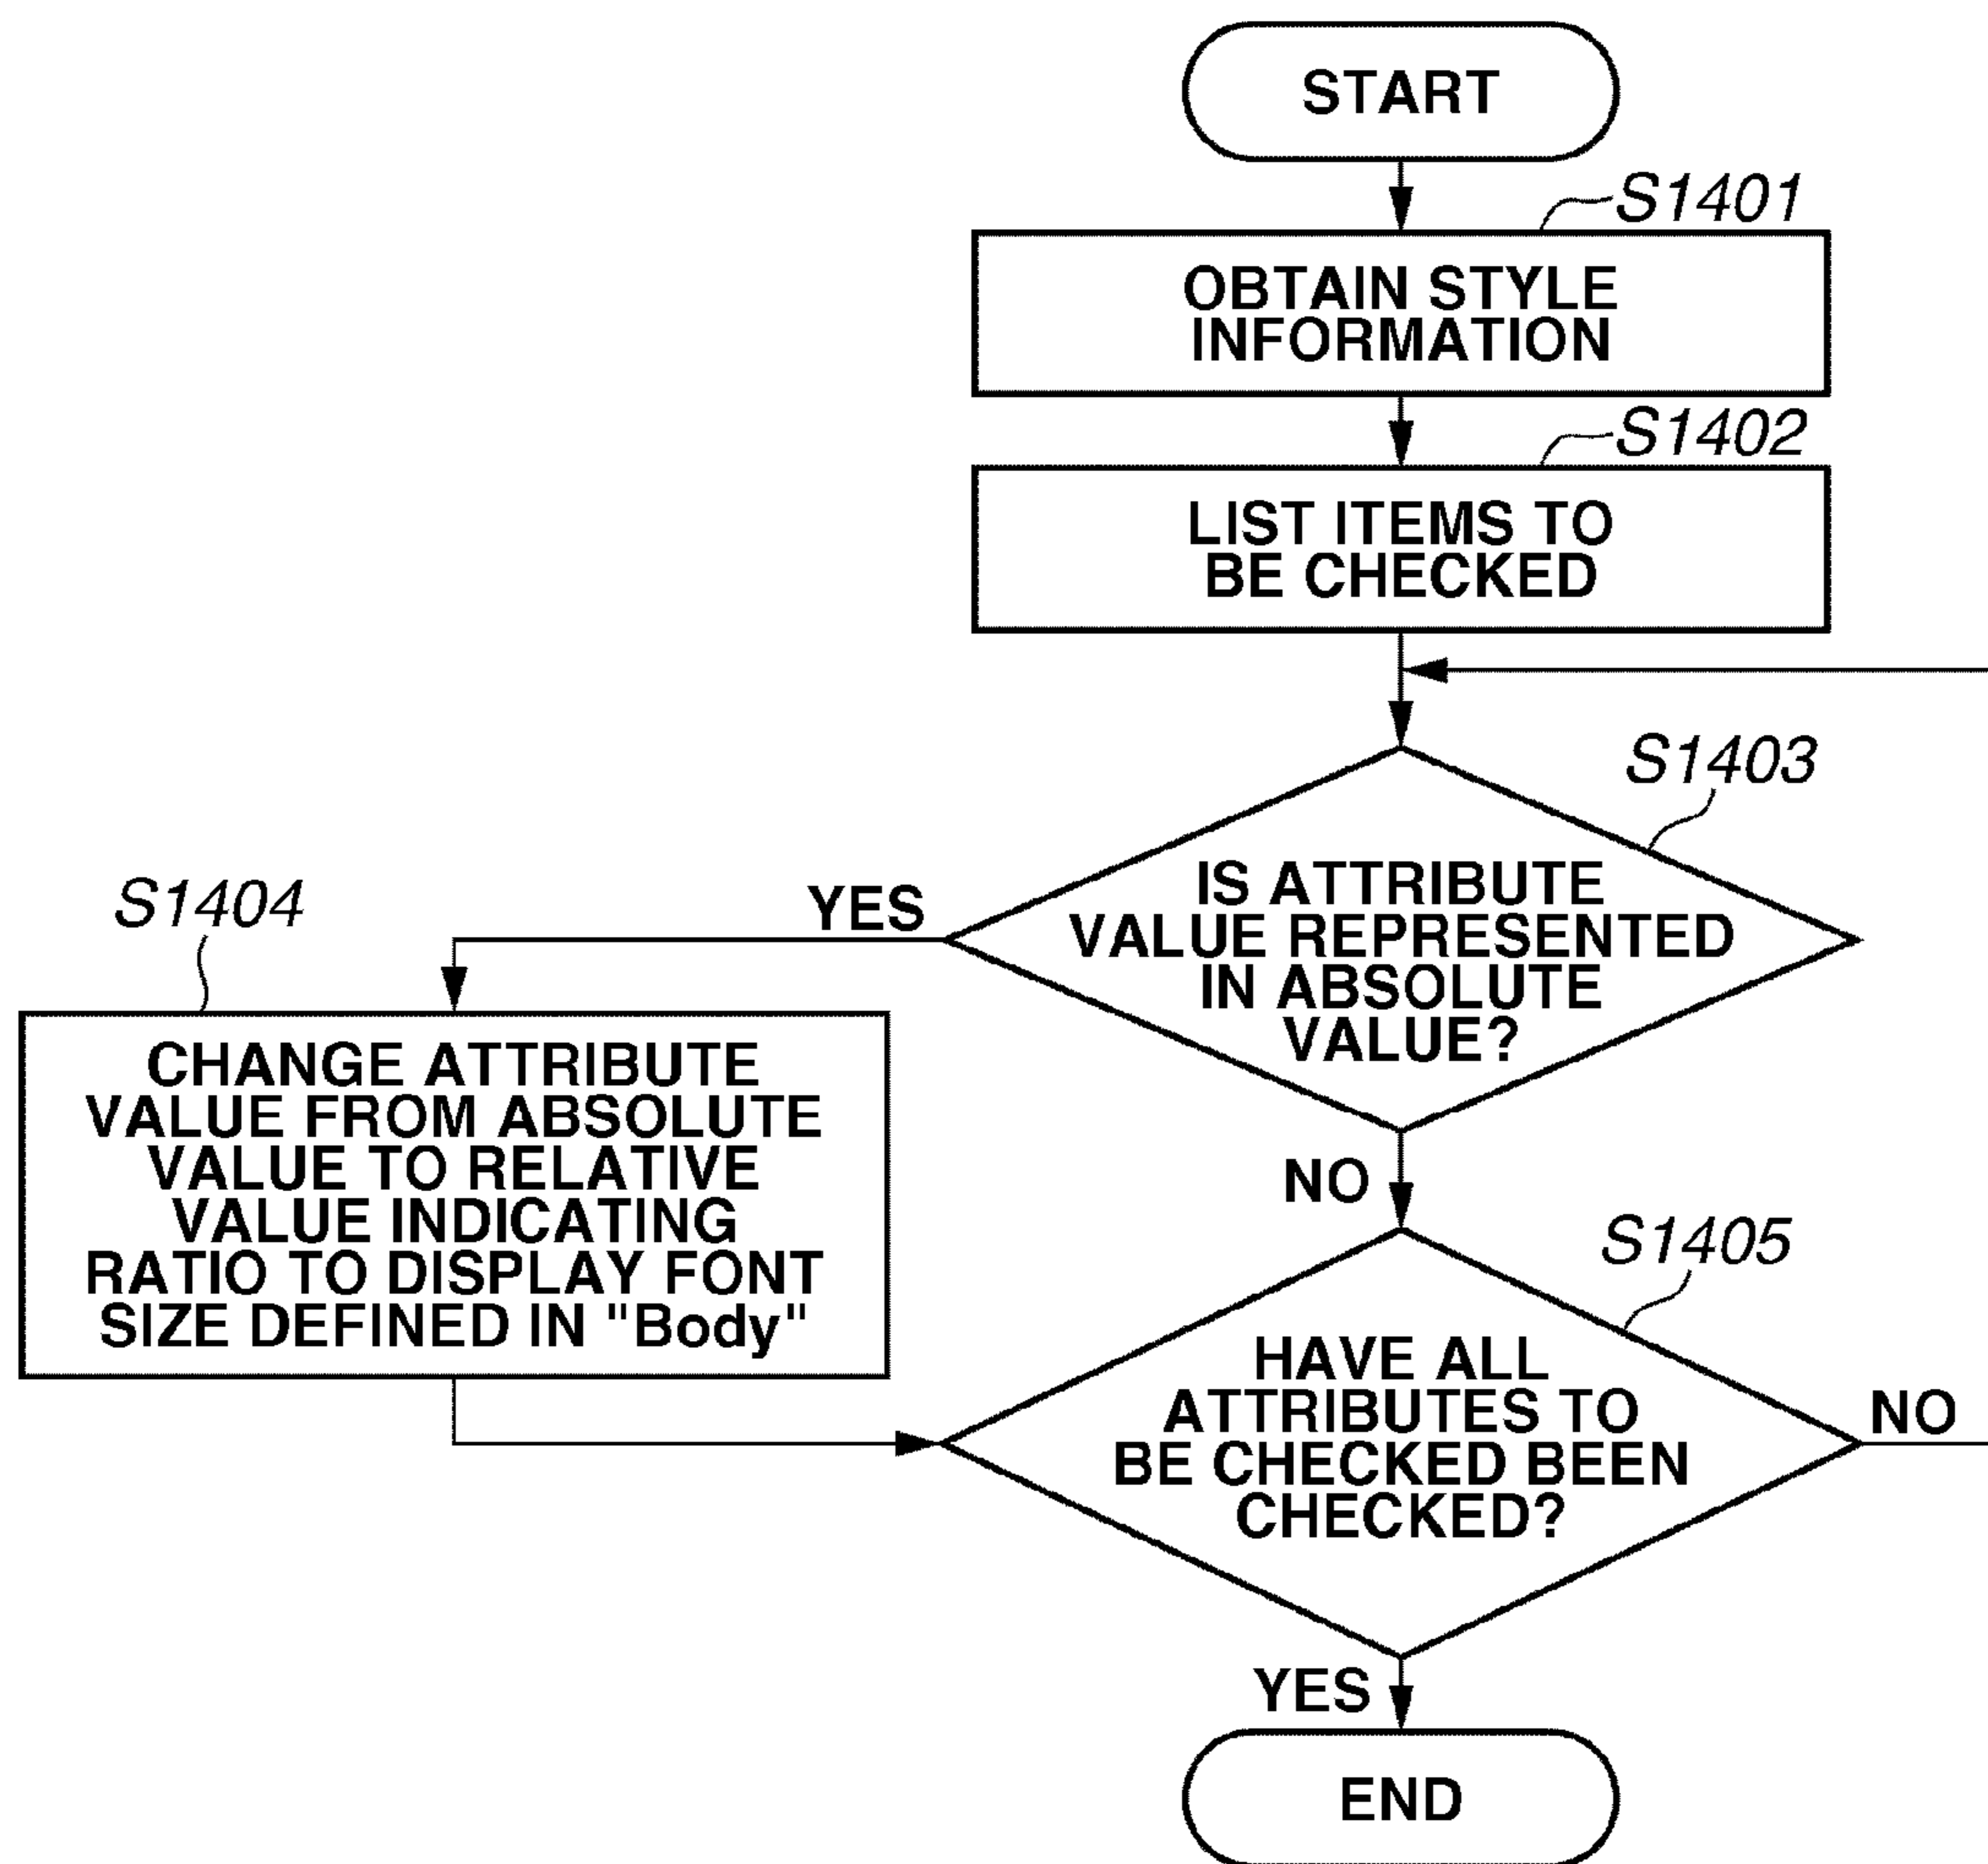 START
S1401
OBTAIN STYLE
INFORMATION
S1402
LIST ITEMS TO
BE CHECKED
S1403
IS ATTRIBUTE
VALUE REPRESENTED
IN ABSOLUTE
VALUE?
YES
S1404
CHANGE ATTRIBUTE
VALUE FROM ABSOLUTE
VALUE TO RELATIVE
VALUE INDICATING
RATIO TO DISPLAY FONT
SIZE DEFINED IN "Body"
NO
S1405
HAVE ALL
ATTRIBUTES TO
BE CHECKED BEEN
CHECKED?
NO
YES
END